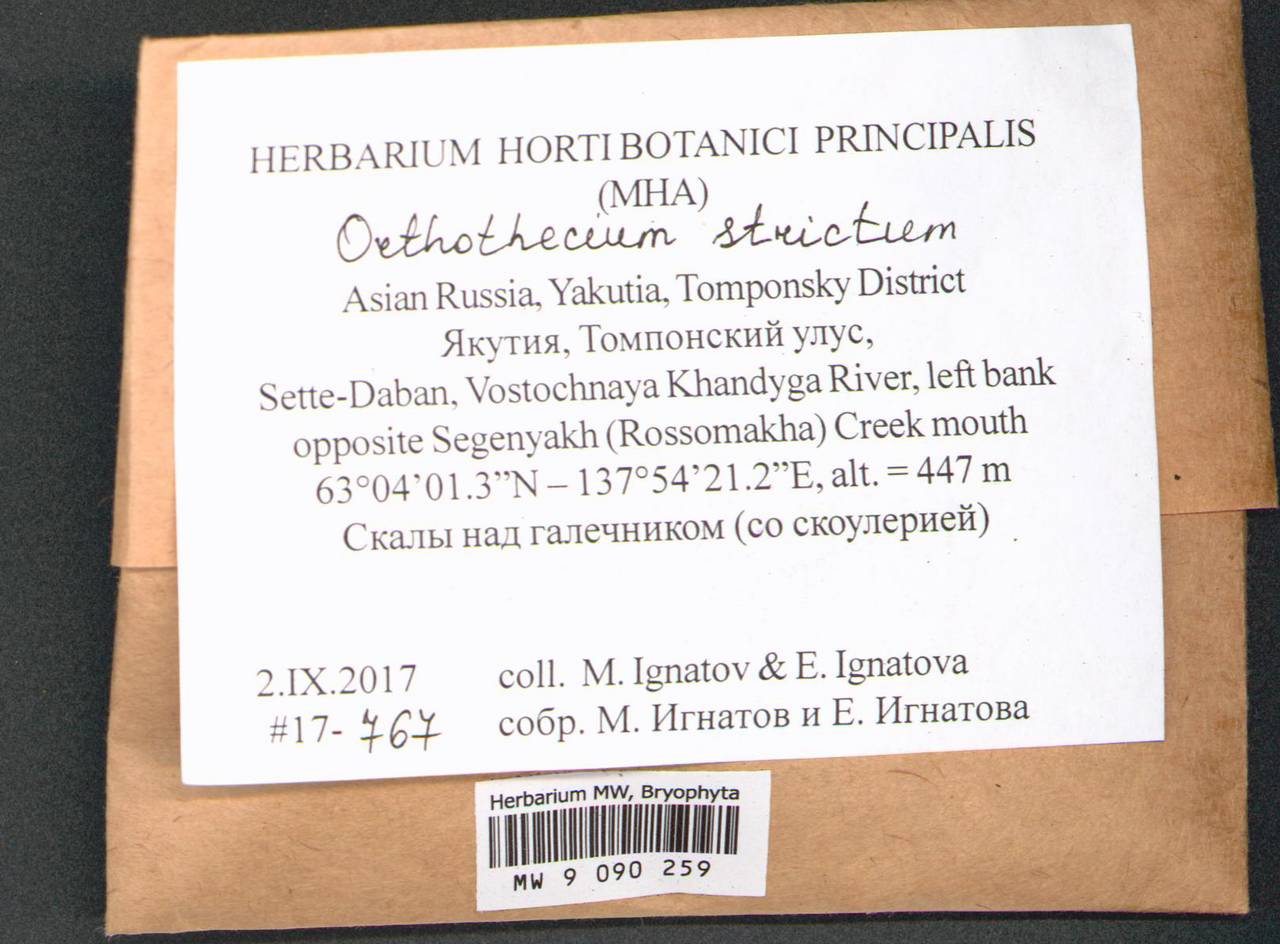 HERBARIUM HORTI BOTANICI PRINCIPALIS
(MHA)
Orthothecium strictum
Asian Russia, Yakutia, Tomponsky District
Якутия, Томпонский улус,
Sette-Daban, Vostochnaya Khandyga River, left bank
opposite Segenyakh (Rossomakha) Creek mouth
63°04’01.3”N – 137°54’21.2”E, alt. = 447 m
Скалы над галечником (со скоулерией)
2.IX.2017 coll. M. Ignatov & E. Ignatova
#17-767 собр. М. Игнатов и Е. Игнатова
Herbarium MW, Bryophyta
MW 9 090 259